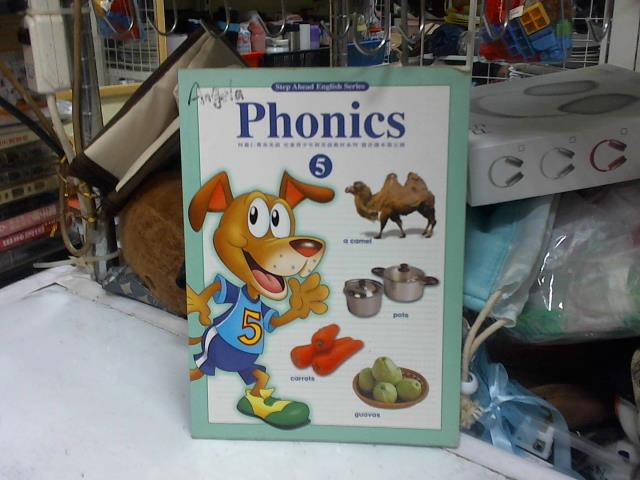 Angela
Step Ahead English Series
Phonics
5
a camel
pots
5
carrots
guavas